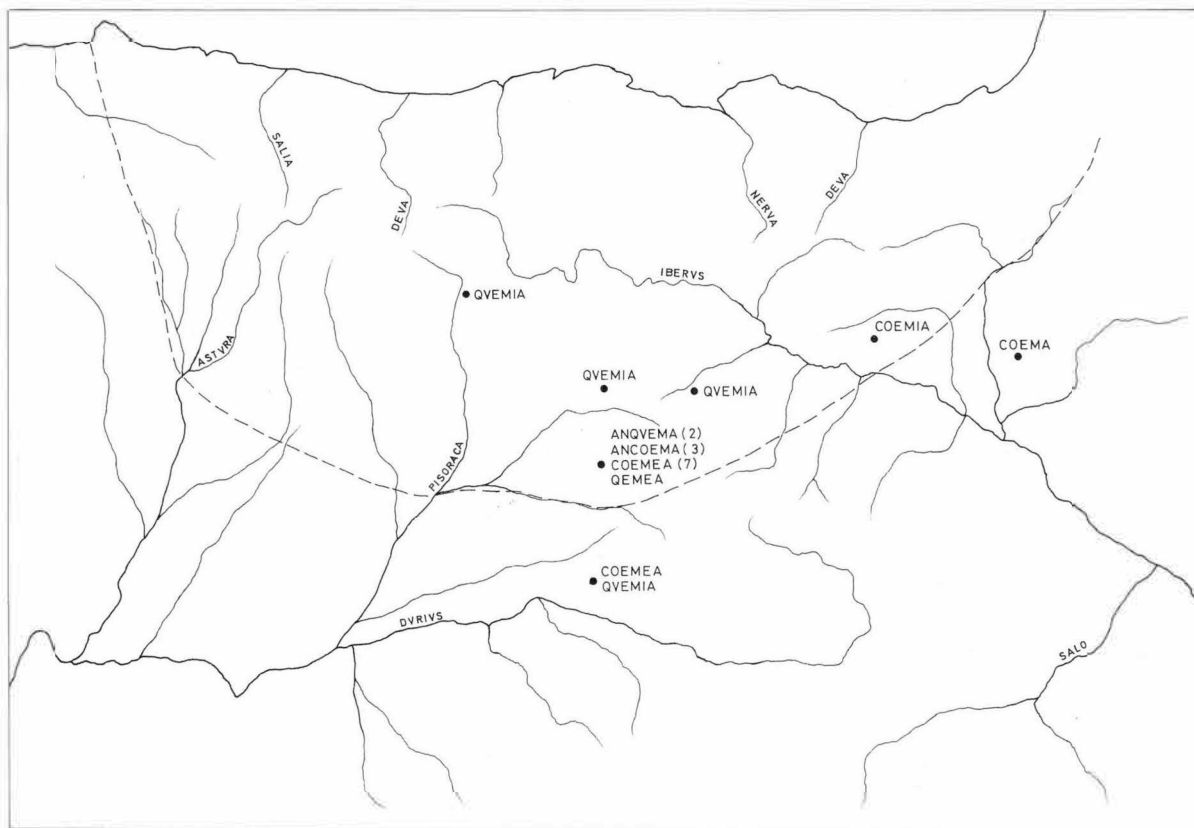 SALIA
DEVA
NERVA
DEVA
IBERVS
QVEMIA
COEMIA
COEMA
ASTVRA
QVEMIA
QVEMIA
ANQVEMA (2)
ANCOEMA (3)
COEMEA (7)
QEMEA
PISORACA
COEMEA
QVEMIA
DVRIVS
SALO